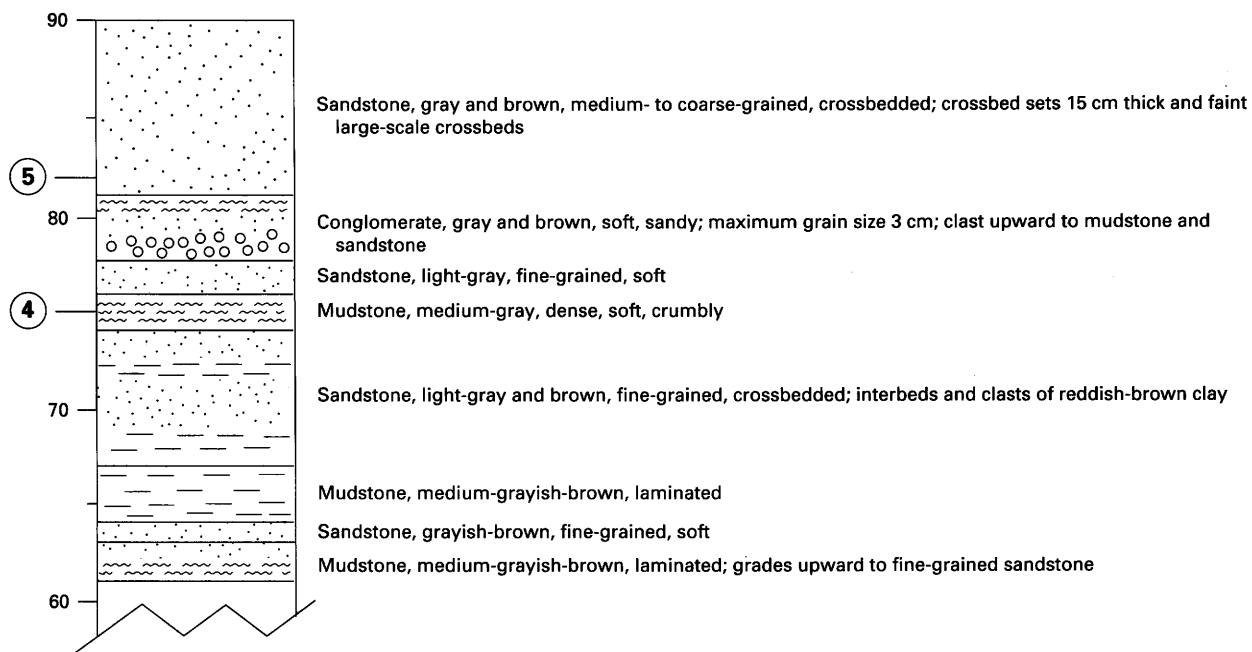 90
Sandstone, gray and brown, medium- to coarse-grained, crossbedded; crossbed sets 15 cm thick and faint
large-scale crossbeds
5
80
Conglomerate, gray and brown, soft, sandy; maximum grain size 3 cm; clast upward to mudstone and
sandstone
Sandstone, light-gray, fine-grained, soft
4
Mudstone, medium-gray, dense, soft, crumbly
Sandstone, light-gray and brown, fine-grained, crossbedded; interbeds and clasts of reddish-brown clay
70
Mudstone, medium-grayish-brown, laminated
Sandstone, grayish-brown, fine-grained, soft
Mudstone, medium-grayish-brown, laminated; grades upward to fine-grained sandstone
60